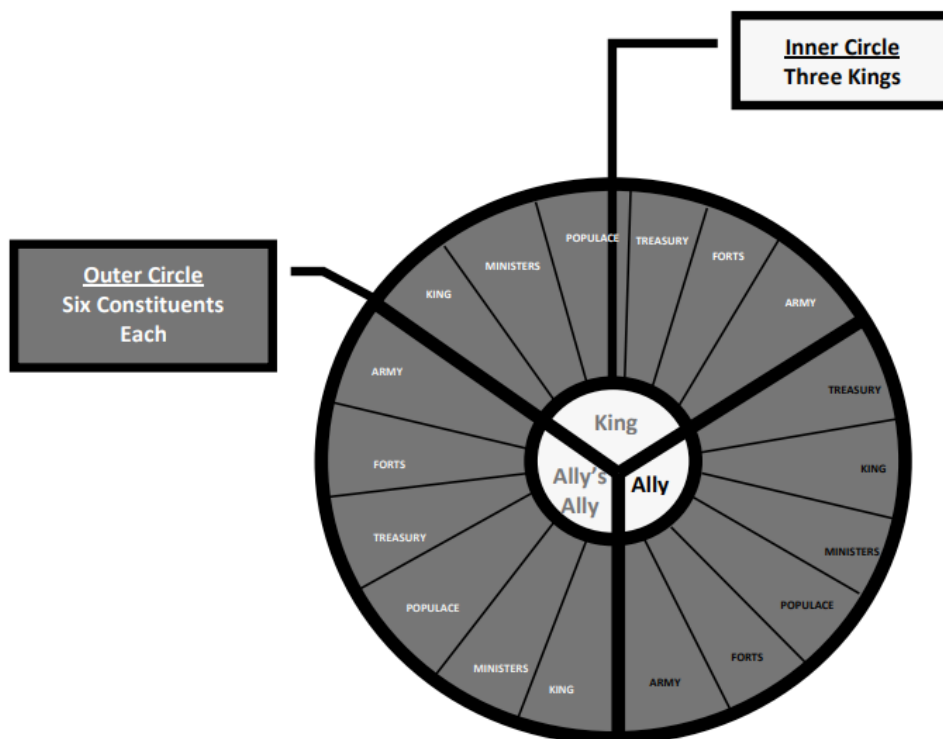 Inner Circle
Three Kings
Outer Circle
Six Constituents
Each
KING
MINISTERS
POPULACE
TREASURY
FORTS
ARMY
TREASURY
KING
MINISTERS
POPULACE
FORTS
ARMY
KING
MINISTERS
POPULACE
TREASURY
FORTS
ARMY
King
Ally's
Ally
Ally